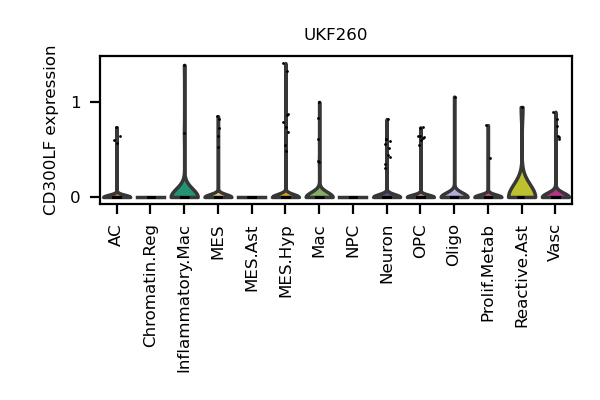 UKF260
CD300LF expression
1
0
AC
Chromatin.Reg
Inflammatory.Mac
MES
MES.Ast
MES.Hyp
Mac
NPC
Neuron
OPC
Oligo
Prolif.Metab
Reactive.Ast
Vasc